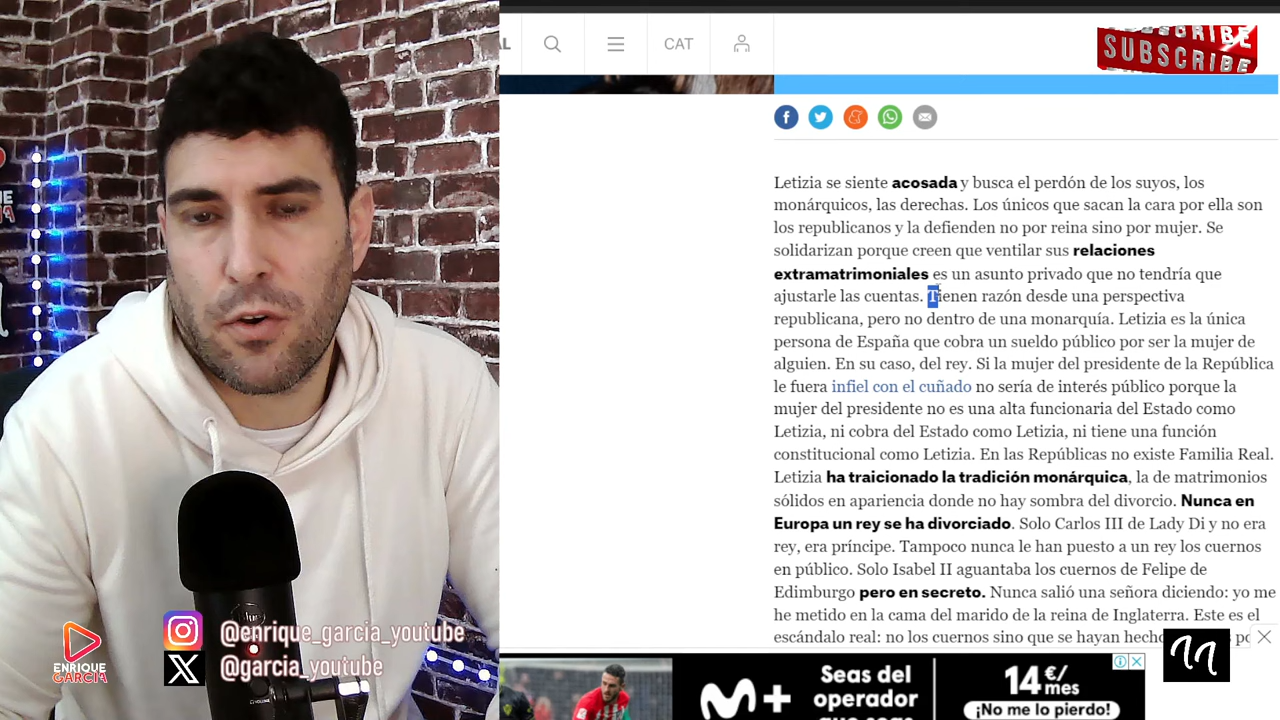 L
CAT
SUBSCRIBE
SUBSCRIBE
Letizia se siente acosada y busca el perdón de los suyos, los
monárquicos, las derechas. Los únicos que sacan la cara por ella son
los republicanos y la defienden no por reina sino por mujer. Se
solidarizan porque creen que ventilar sus relaciones
extramatrimoniales es un asunto privado que no tendría que
ajustarle las cuentas. Tienen razón desde una perspectiva
republicana, pero no dentro de una monarquía. Letizia es la única
persona de España que cobra un sueldo público por ser la mujer de
alguien. En su caso, del rey. Si la mujer del presidente de la República
le fuera infiel con el cuñado no sería de interés público porque la
mujer del presidente no es una alta funcionaria del Estado como
Letizia, ni cobra del Estado como Letizia, ni tiene una función
constitucional como Letizia. En las Repúblicas no existe Familia Real.
Letizia ha traicionado la tradición monárquica, la de matrimonios
sólidos en apariencia donde no hay sombra del divorcio. Nunca en
Europa un rey se ha divorciado. Solo Carlos III de Lady Di y no era
rey, era príncipe. Tampoco nunca le han puesto a un rey los cuernos
en público. Solo Isabel II aguantaba los cuernos de Felipe de
Edimburgo pero en secreto. Nunca salió una señora diciendo: yo me
he metido en la cama del marido de la reina de Inglaterra. Este es el
escándalo real: no los cuernos sino que se hayan hecho
@enrique_garcia_youtube
@garcia_youtube
ENRIQUE
GARCIA
Seas del
operador
14 €/
mes
¡No me lo pierdo!